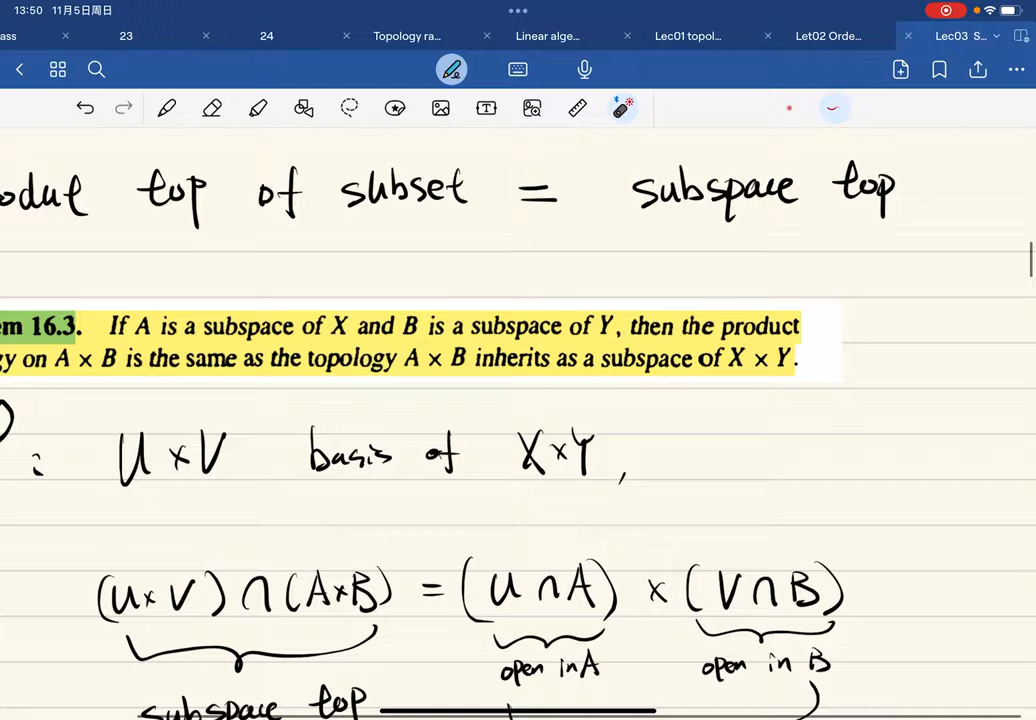 13:50 11月5日周日
ass 23 24 Topology ra... Linear alge... Lec01 topol... Let02 Orde... Lec03 S...
odut top of subset = subspace top
em 16.3. If A is a subspace of X and B is a subspace of Y, then the product
gy on A × B is the same as the topology A × B inherits as a subspace of X × Y.
: U×V basis of X×Y,
(U×V)∩(A×B) = (U∩A) × (V∩B)
open in A open in B
subspace top